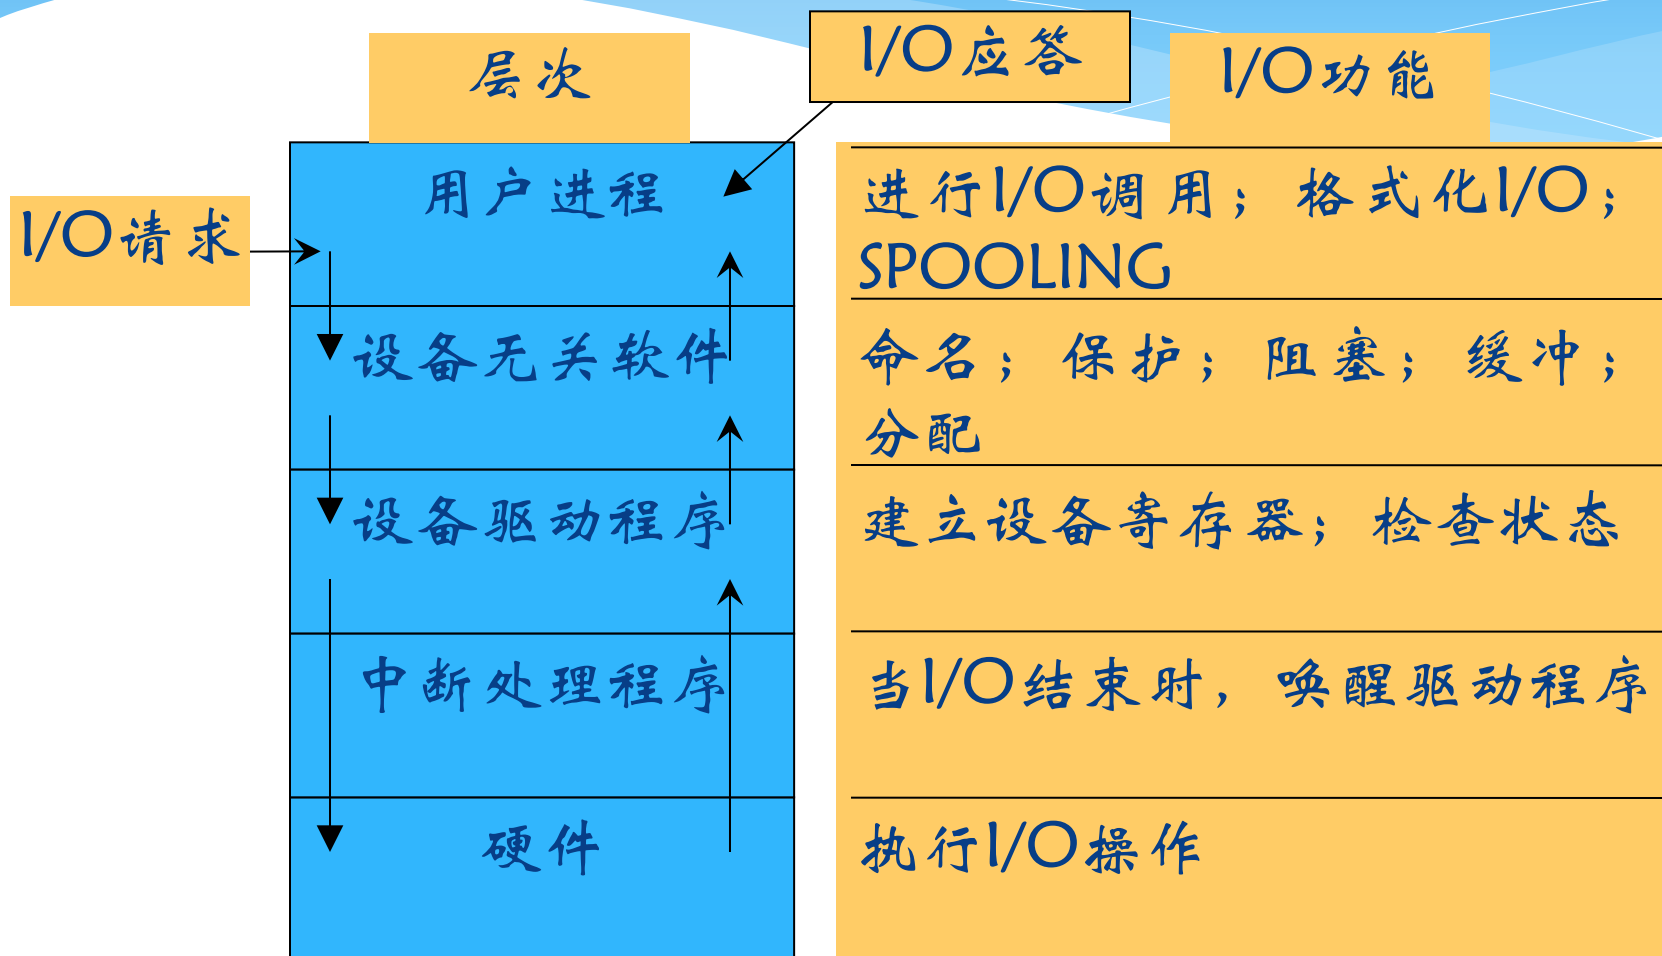 I/O应答
层次
I/O功能
I/O请求
用户进程
进行I/O调用；格式化I/O；
SPOOLING
设备无关软件
命名；保护；阻塞；缓冲；
分配
设备驱动程序
建立设备寄存器；检查状态
中断处理程序
当I/O结束时，唤醒驱动程序
硬件
执行I/O操作